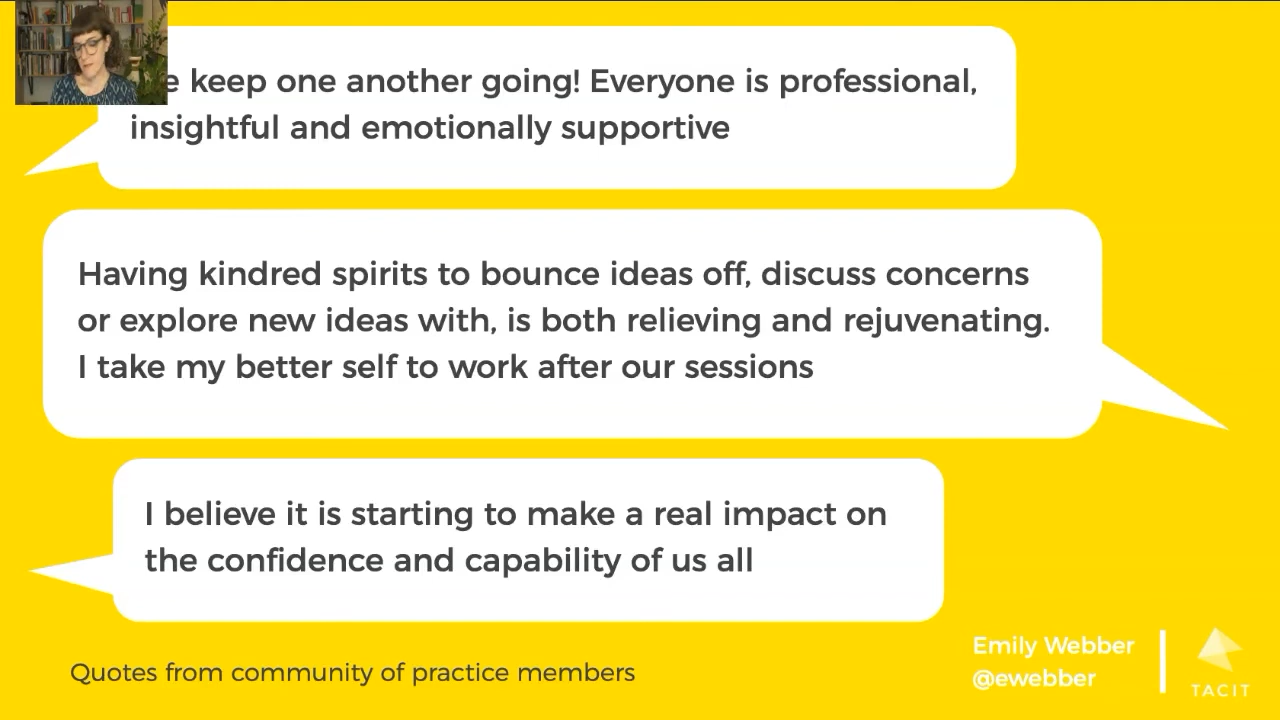 keep one another going! Everyone is professional,
insightful and emotionally supportive
Having kindred spirits to bounce ideas off, discuss concerns
or explore new ideas with, is both relieving and rejuvenating.
I take my better self to work after our sessions
I believe it is starting to make a real impact on
the confidence and capability of us all
Quotes from community of practice members
Emily Webber
@ewebber
TACIT